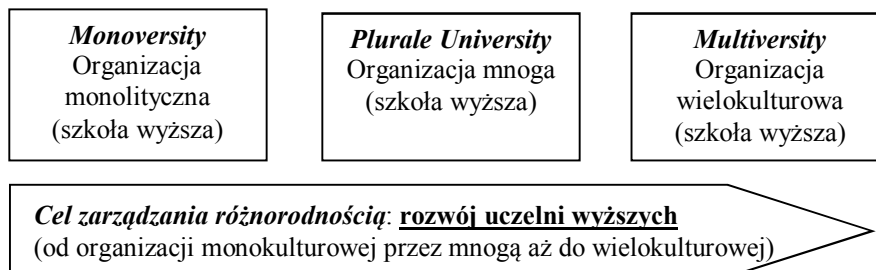 Monoversity
Organizacja
monolityczna
(szkoła wyższa)
Plurale University
Organizacja mnoga
(szkoła wyższa)
Multiversity
Organizacja
wielokulturowa
(szkoła wyższa)
Cel zarządzania różnorodnością: rozwój uczelni wyższych
(od organizacji monokulturowej przez mnogą aż do wielokulturowej)